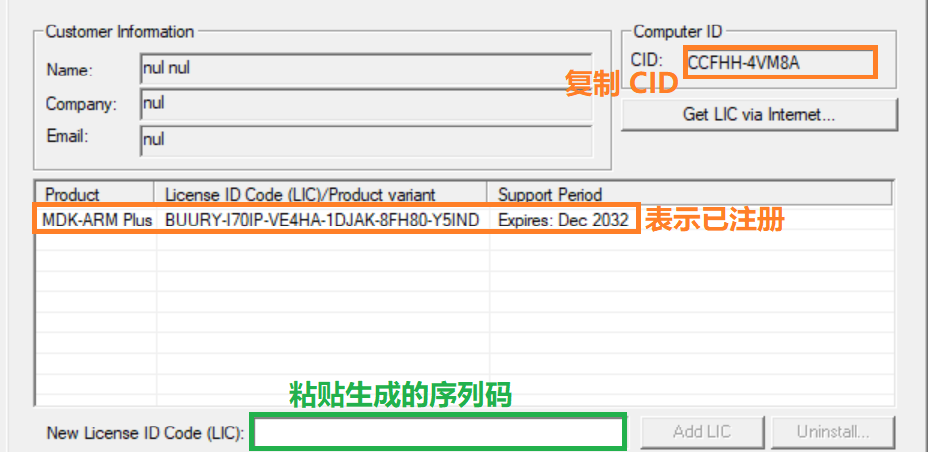 Customer Information
Name: nul nul
Company: nul
Email: nul
Computer ID
CID: CCFHH-4VM8A
复制 CID
Get LIC via Internet...
Product License ID Code (LIC)/Product variant Support Period
MDK-ARM Plus BUURY-I70IP-VE4HA-1DJAK-8FH80-Y5IND Expires: Dec 2032 表示已注册
粘贴生成的序列码
New License ID Code (LIC): Add LIC Uninstall...